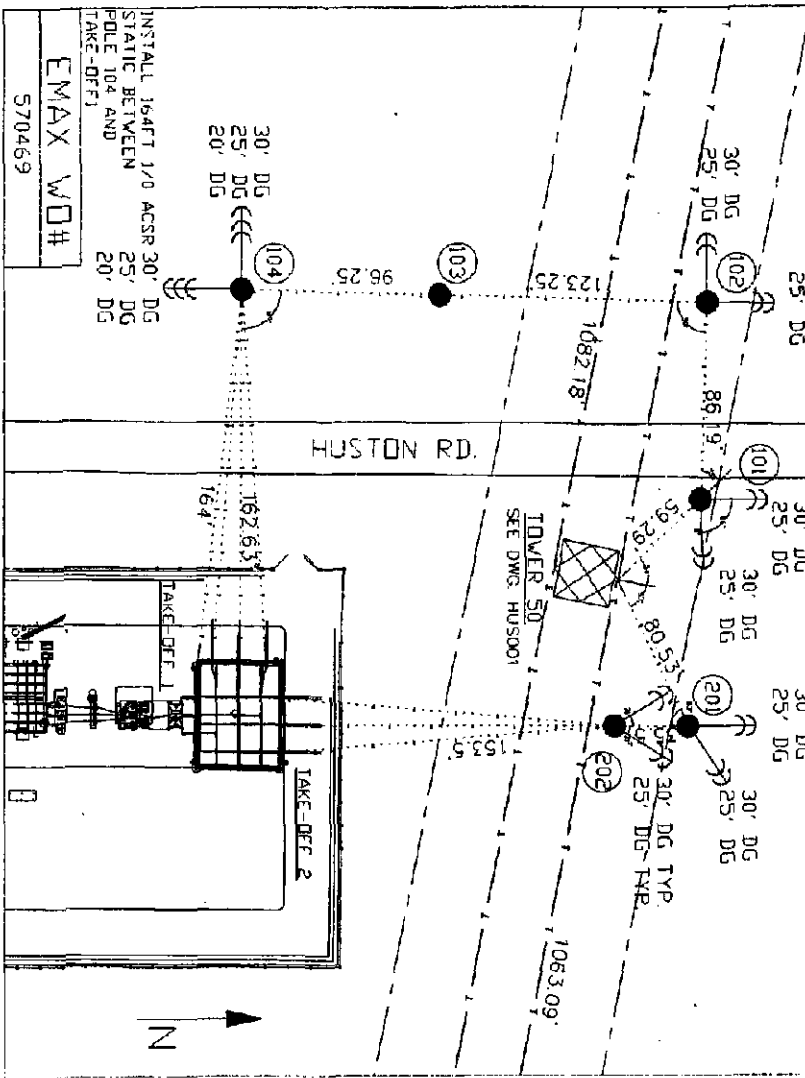 INSTALL 164FT 1/0 ACSR
STATIC BETWEEN
POLE 104 AND
TAKE-OFF1
EMAX WO#
570469
30' DG
25' DG
20' DG
30' DG
25' DG
20' DG
104
96.25'
103
123.25'
102
30' DG
25' DG
25' DG
86.19'
101
30' DG
25' DG
30' DG
25' DG
59.29'
1082.18'
HUSTON RD.
TOWER 50
SEE DWG. HUS001
80.53'
201
30' DG
25' DG
30' DG
25' DG
202
30' DG TYP.
25' DG TYP.
153.5'
1063.09'
162.63'
164'
TAKE-OFF 1
TAKE-OFF 2
N